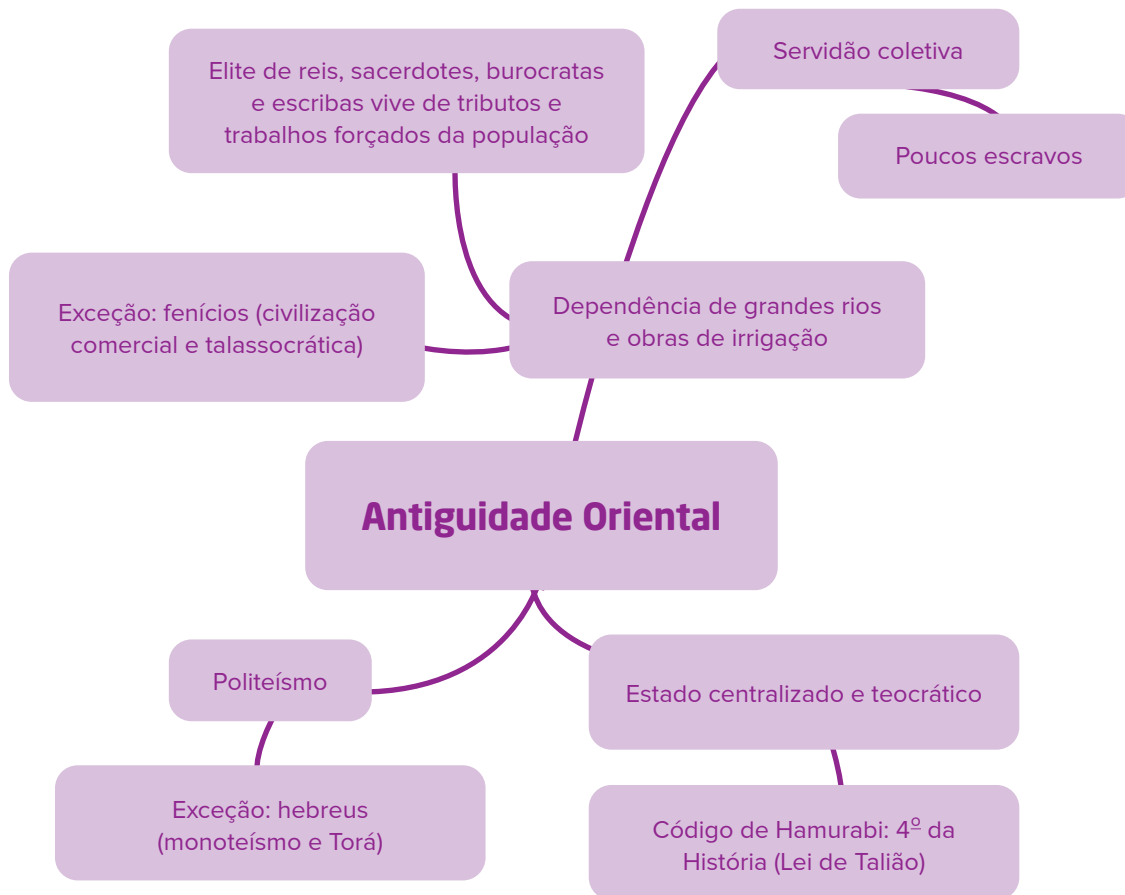 Servidão coletiva
Elite de reis, sacerdotes, burocratas
e escribas vive de tributos e
trabalhos forçados da população
Poucos escravos
Exceção: fenícios (civilização
comercial e talassocrática)
Dependência de grandes rios
e obras de irrigação
Antiguidade Oriental
Politeísmo
Estado centralizado e teocrático
Exceção: hebreus
(monoteísmo e Torá)
Código de Hamurabi: 4º da
História (Lei de Talião)